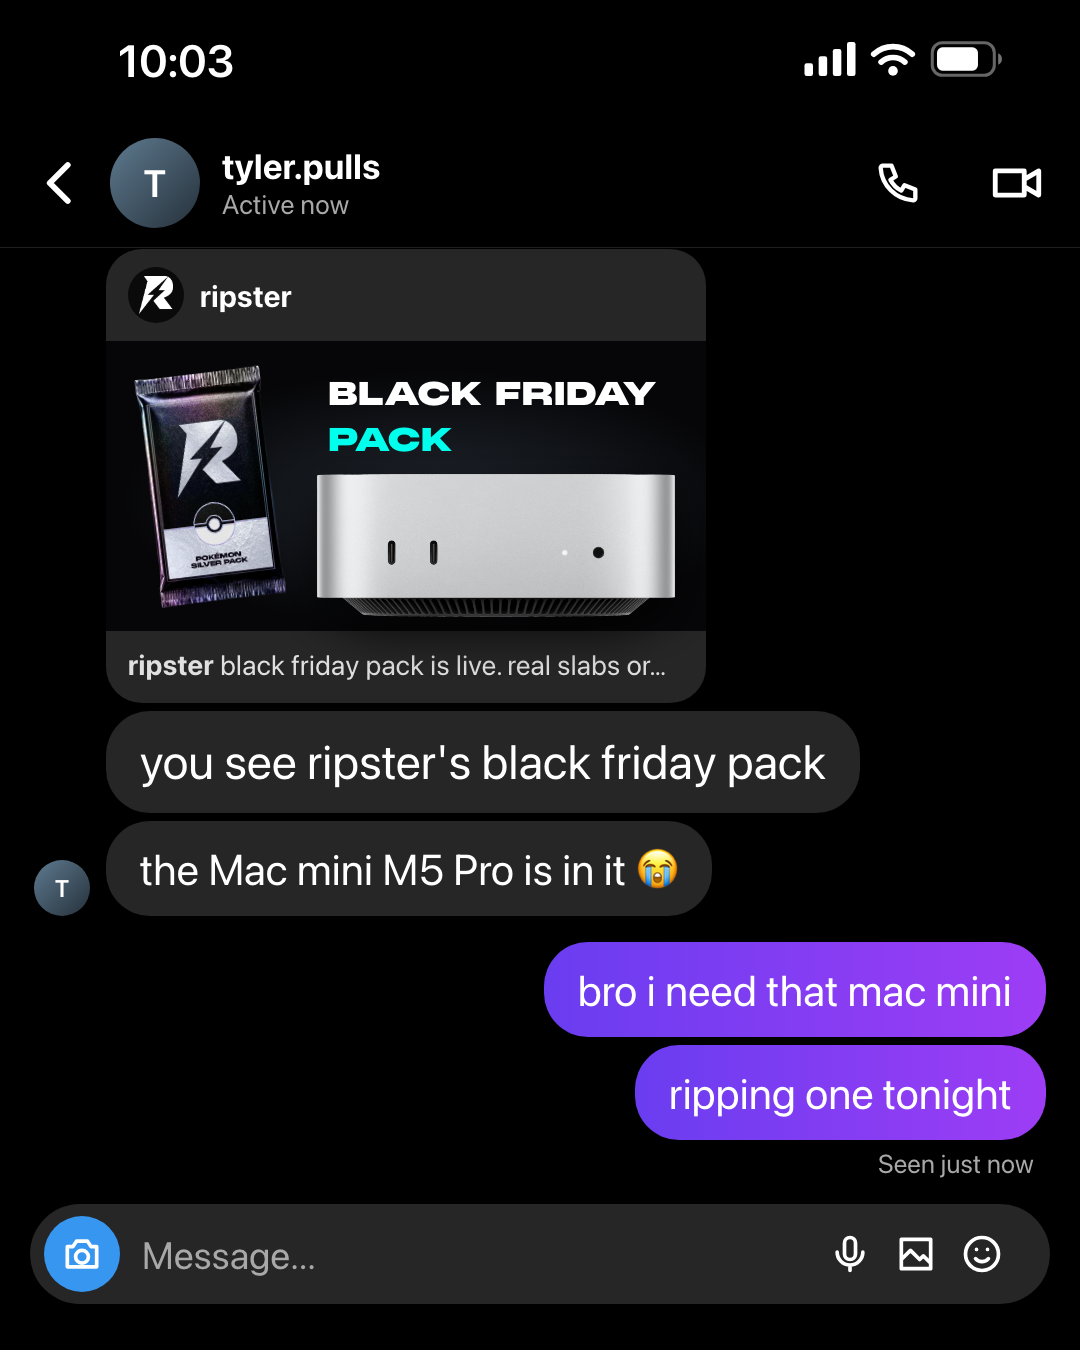 10:03
T
tyler.pulls
Active now
ripster
BLACK FRIDAY
PACK
POKÉMON
SILVER PACK
ripster black friday pack is live. real slabs or...
you see ripster's black friday pack
the Mac mini M5 Pro is in it 😭
T
bro i need that mac mini
ripping one tonight
Seen just now
Message...